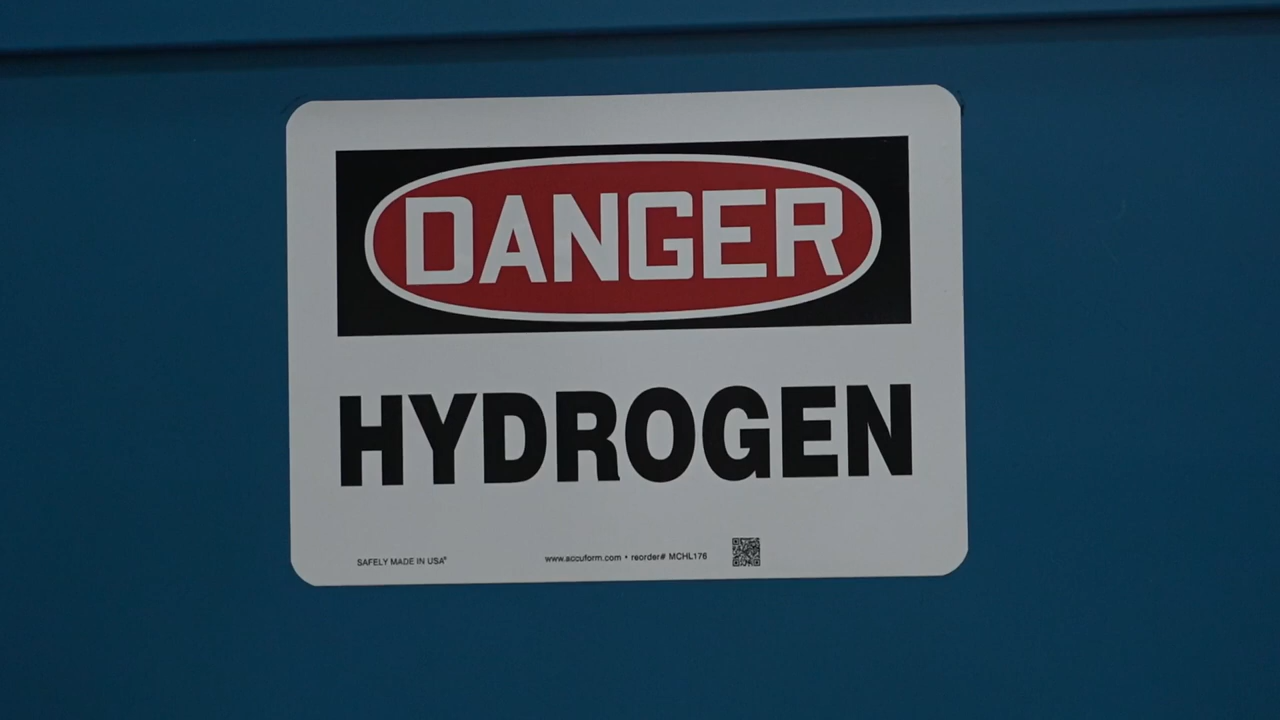 DANGER
HYDROGEN
SAFELY MADE IN USA® www.accuform.com • reorder# MCHL176